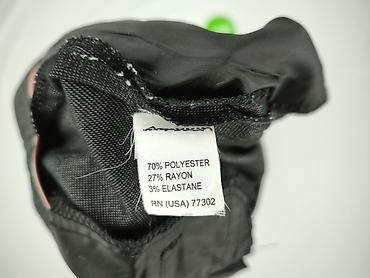 70% POLYESTER
27% RAYON
3% ELASTANE
RN (USA) 77302